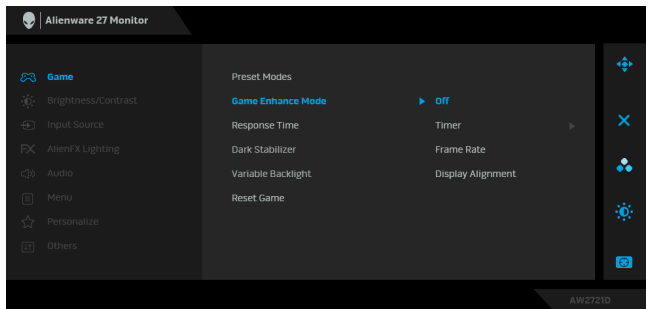 Alienware 27 Monitor
Game
Brightness/Contrast
Input Source
FX AlienFX Lighting
Audio
Menu
Personalize
Others
Preset Modes
Game Enhance Mode
Response Time
Dark Stabilizer
Variable Backlight
Reset Game
Off
Timer
Frame Rate
Display Alignment
AW2721D